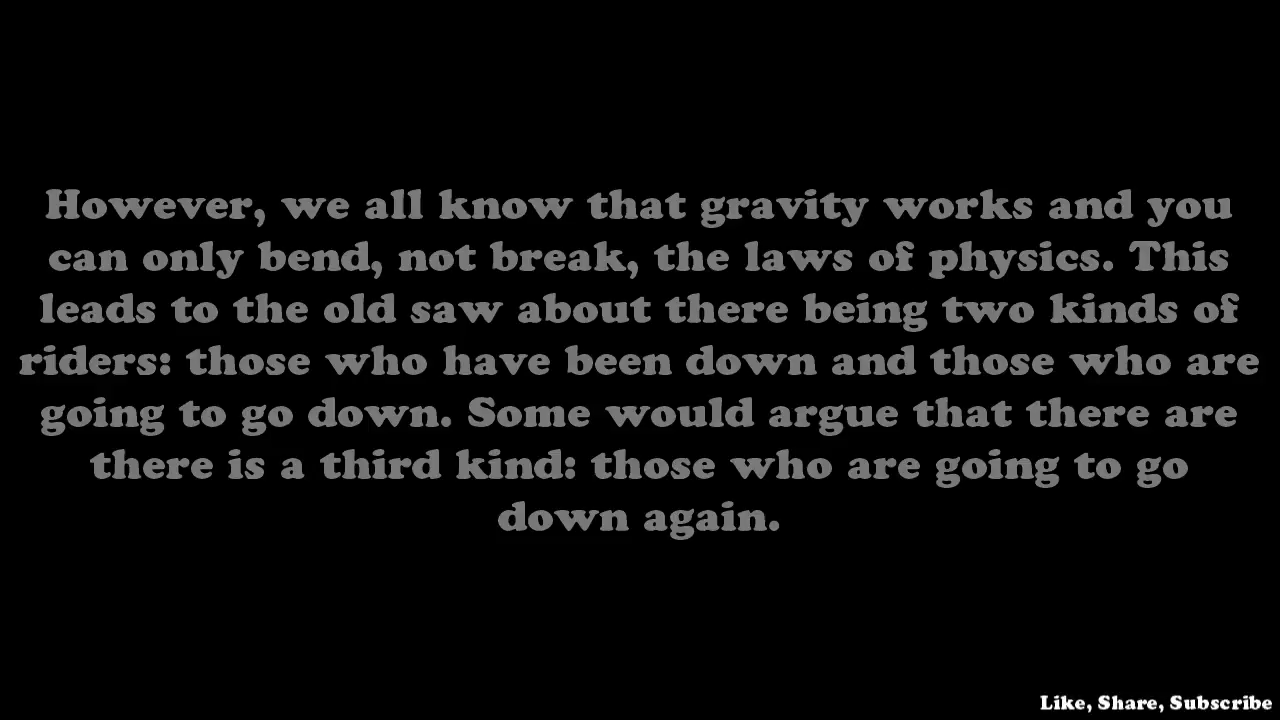 However, we all know that gravity works and you
can only bend, not break, the laws of physics. This
leads to the old saw about there being two kinds of
riders: those who have been down and those who are
going to go down. Some would argue that there are
there is a third kind: those who are going to go
down again.
Like, Share, Subscribe